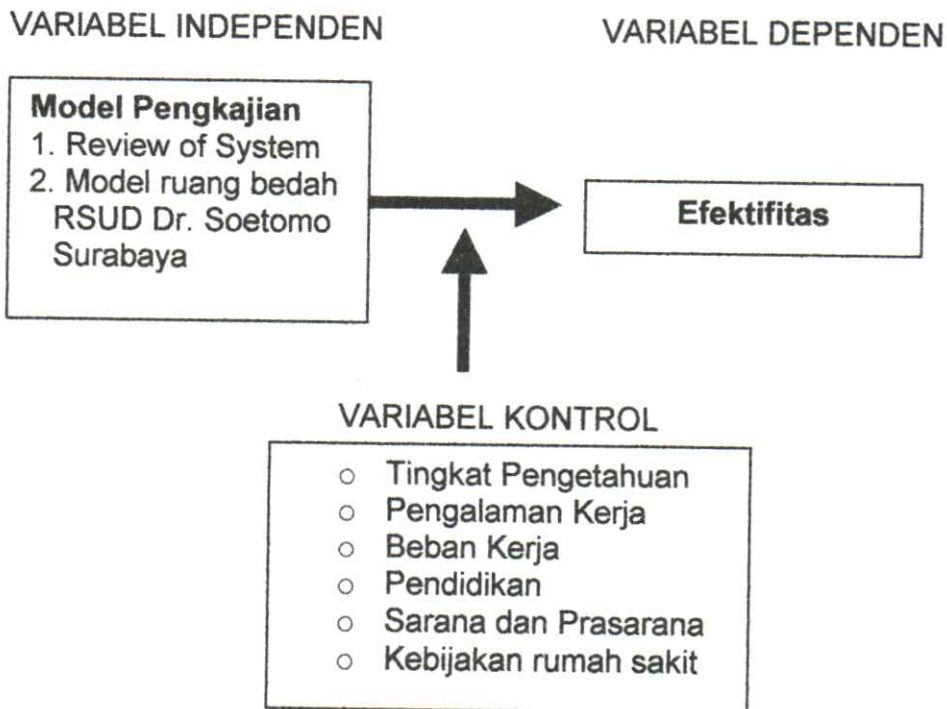 VARIABEL INDEPENDEN
VARIABEL DEPENDEN
Model Pengkajian
1. Review of System
2. Model ruang bedah
RSUD Dr. Soetomo
Surabaya
Efektifitas
VARIABEL KONTROL
○ Tingkat Pengetahuan
○ Pengalaman Kerja
○ Beban Kerja
○ Pendidikan
○ Sarana dan Prasarana
○ Kebijakan rumah sakit